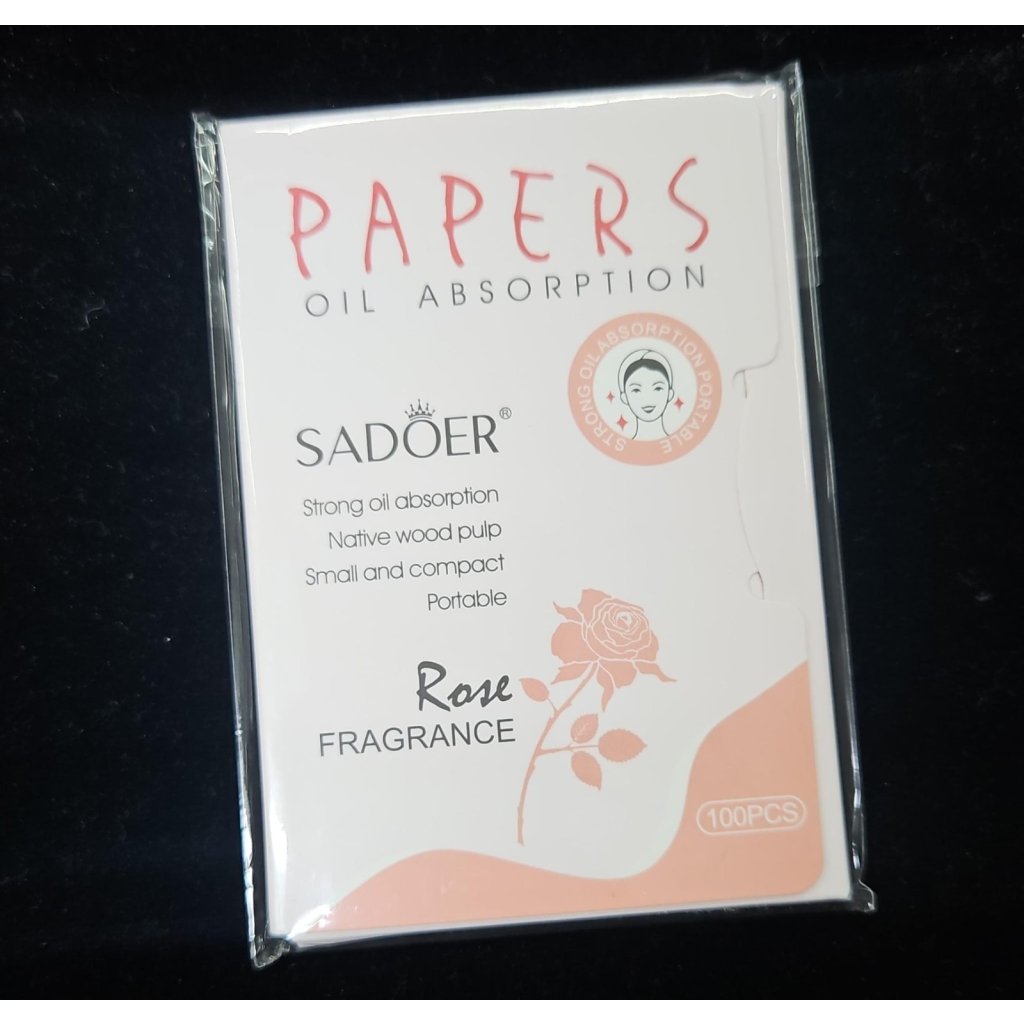 PAPERS
OIL ABSORPTION
STRONG OIL ABSORPTION PORTABLE
SADOER®
Strong oil absorption
Native wood pulp
Small and compact
Portable
Rose
FRAGRANCE
100PCS